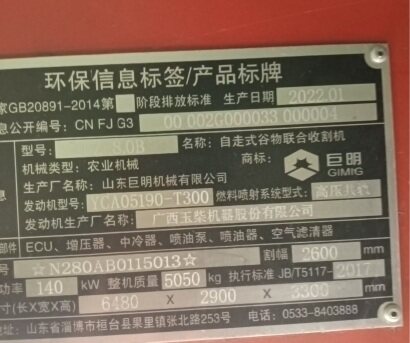 环保信息标签/产品标牌
家GB20891-2014第 阶段排放标准 生产日期 2022.01
息公开编号: CN FJ G3 00 002G000033 000004
型号: 8.0B 名称: 自走式谷物联合收割机
机械类型: 农业机械 商标: 巨明 GIMIG
生产厂名称: 山东巨明机械有限公司
发动机型号: YCA05190-T300 燃料喷射系统型式: 高压共轨
发动机生产厂名称: 广西玉柴机器股份有限公司
部件: ECU、增压器、中冷器、喷油泵、喷油器、空气滤清器
号 ☆N280AB0115013☆ 割幅 2600 mm
功率: 140 kW 整机质量 5050 kg 执行标准 JB/T5117-2017
寸(长X宽X高) 6480 X 2900 X 3300 mm
址: 山东省淄博市桓台县果里镇张北路253号 电话: 0533-8403888